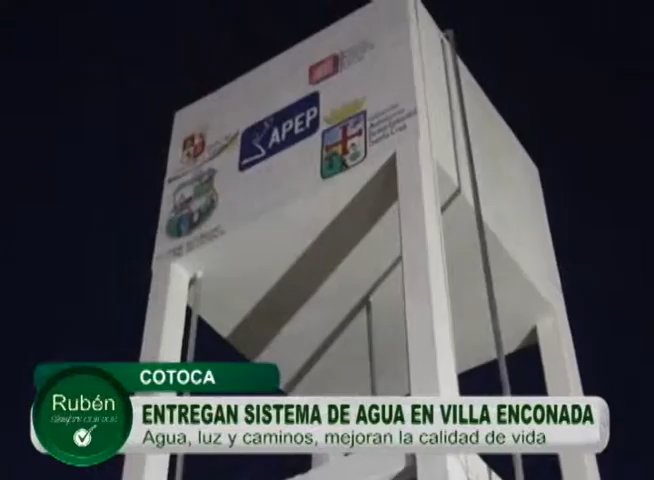 APEP
COTOCA
Rubén
ENTREGAN SISTEMA DE AGUA EN VILLA ENCONADA
Agua, luz y caminos, mejoran la calidad de vida